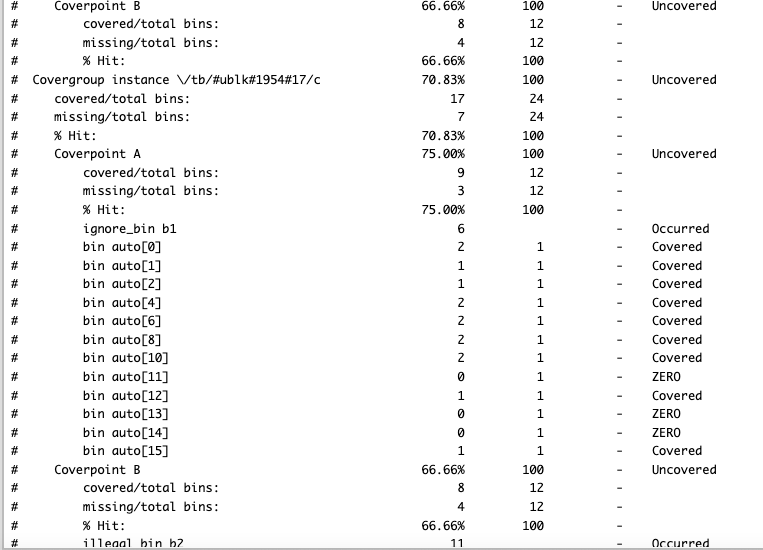 # Coverpoint B 66.66% 100 - Uncovered
# covered/total bins: 8 12 -
# missing/total bins: 4 12 -
# % Hit: 66.66% 100 -
# Covergroup instance \/tb/#ublk#1954#17/c 70.83% 100 - Uncovered
# covered/total bins: 17 24 -
# missing/total bins: 7 24 -
# % Hit: 70.83% 100 -
# Coverpoint A 75.00% 100 - Uncovered
# covered/total bins: 9 12 -
# missing/total bins: 3 12 -
# % Hit: 75.00% 100 -
# ignore_bin b1 6 - Occurred
# bin auto[0] 2 1 - Covered
# bin auto[1] 1 1 - Covered
# bin auto[2] 1 1 - Covered
# bin auto[4] 2 1 - Covered
# bin auto[6] 2 1 - Covered
# bin auto[8] 2 1 - Covered
# bin auto[10] 2 1 - Covered
# bin auto[11] 0 1 - ZERO
# bin auto[12] 1 1 - Covered
# bin auto[13] 0 1 - ZERO
# bin auto[14] 0 1 - ZERO
# bin auto[15] 1 1 - Covered
# Coverpoint B 66.66% 100 - Uncovered
# covered/total bins: 8 12 -
# missing/total bins: 4 12 -
# % Hit: 66.66% 100 -
# illegal_bin b2 11 - Occurred